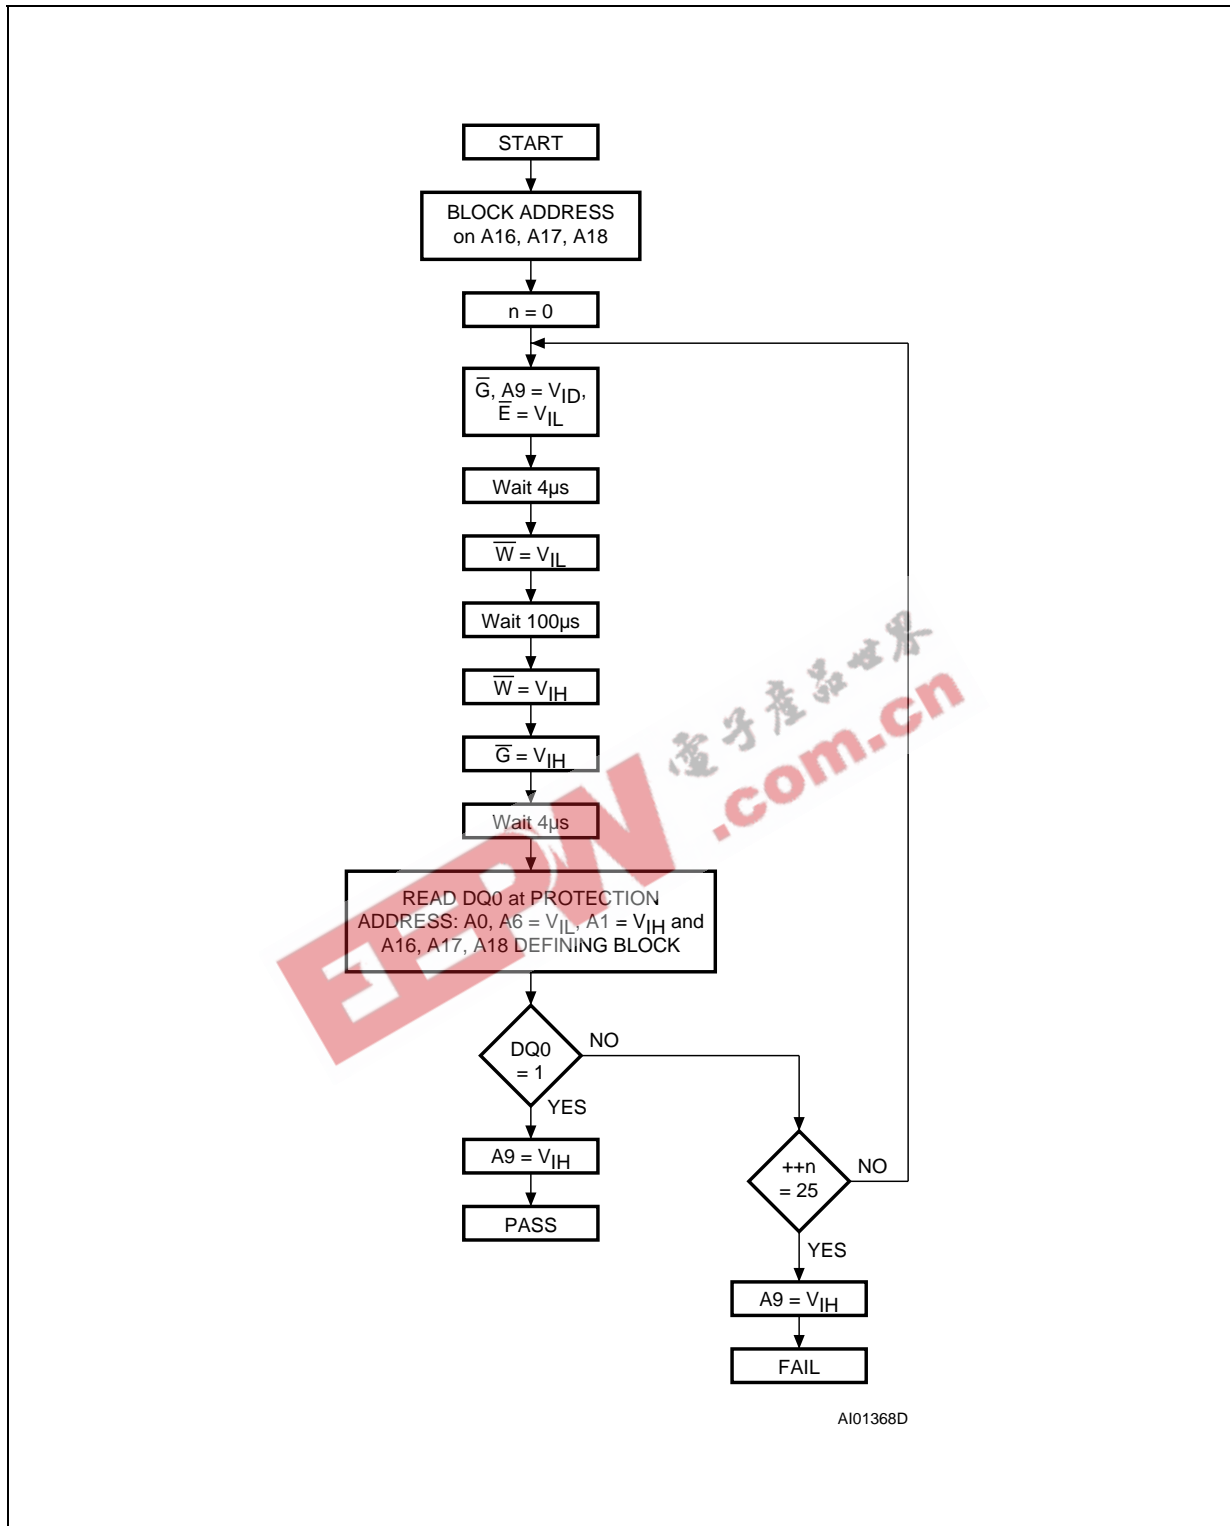 START
BLOCK ADDRESS
on A16, A17, A18
n = 0
G̅, A9 = VID,
E̅ = VIL
Wait 4µs
W̅ = VIL
Wait 100µs
W̅ = VIH
G̅ = VIH
Wait 4µs
READ DQ0 at PROTECTION
ADDRESS: A0, A6 = VIL, A1 = VIH and
A16, A17, A18 DEFINING BLOCK
DQ0
= 1
NO
YES
A9 = VIH
PASS
++n
= 25
NO
YES
A9 = VIH
FAIL
AI01368D
EEPW
電子產品世界
.com.cn